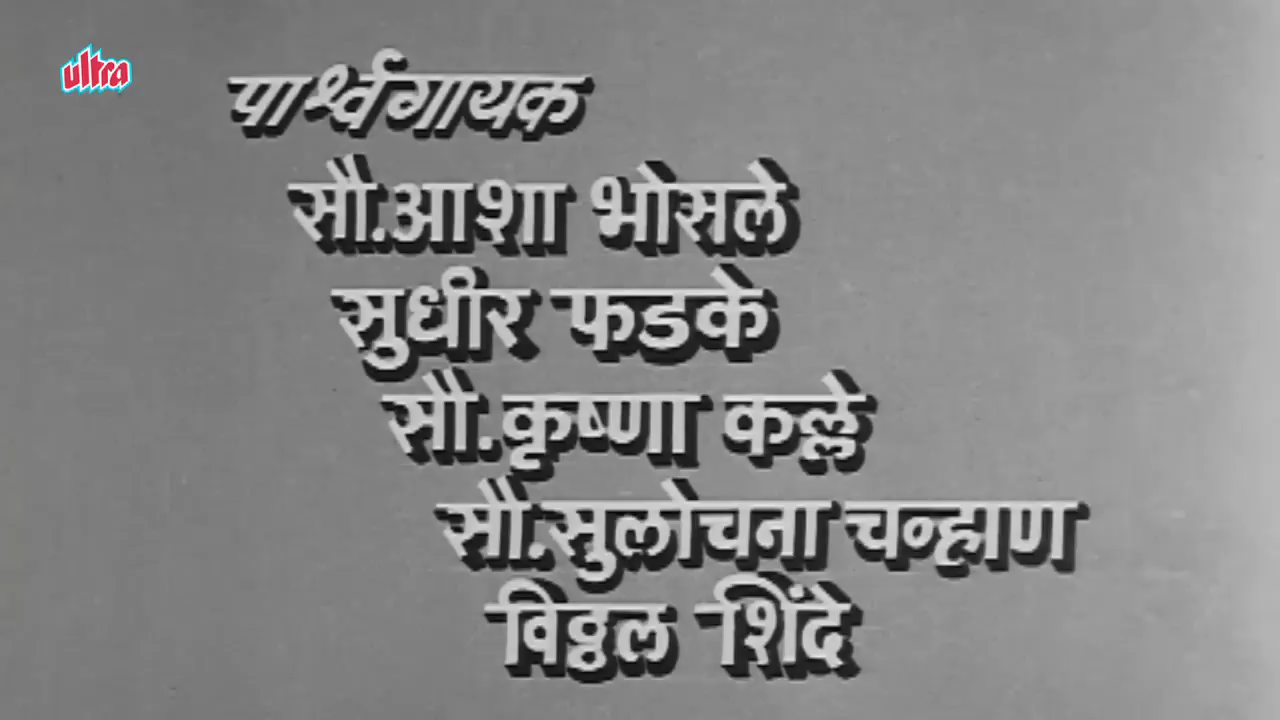 ultra
पार्श्वगायक
सौ.आशा भोसले
सुधीर फडके
सौ.कृष्णा कल्ले
सौ.सुलोचना चव्हाण
विठ्ठल शिंदे